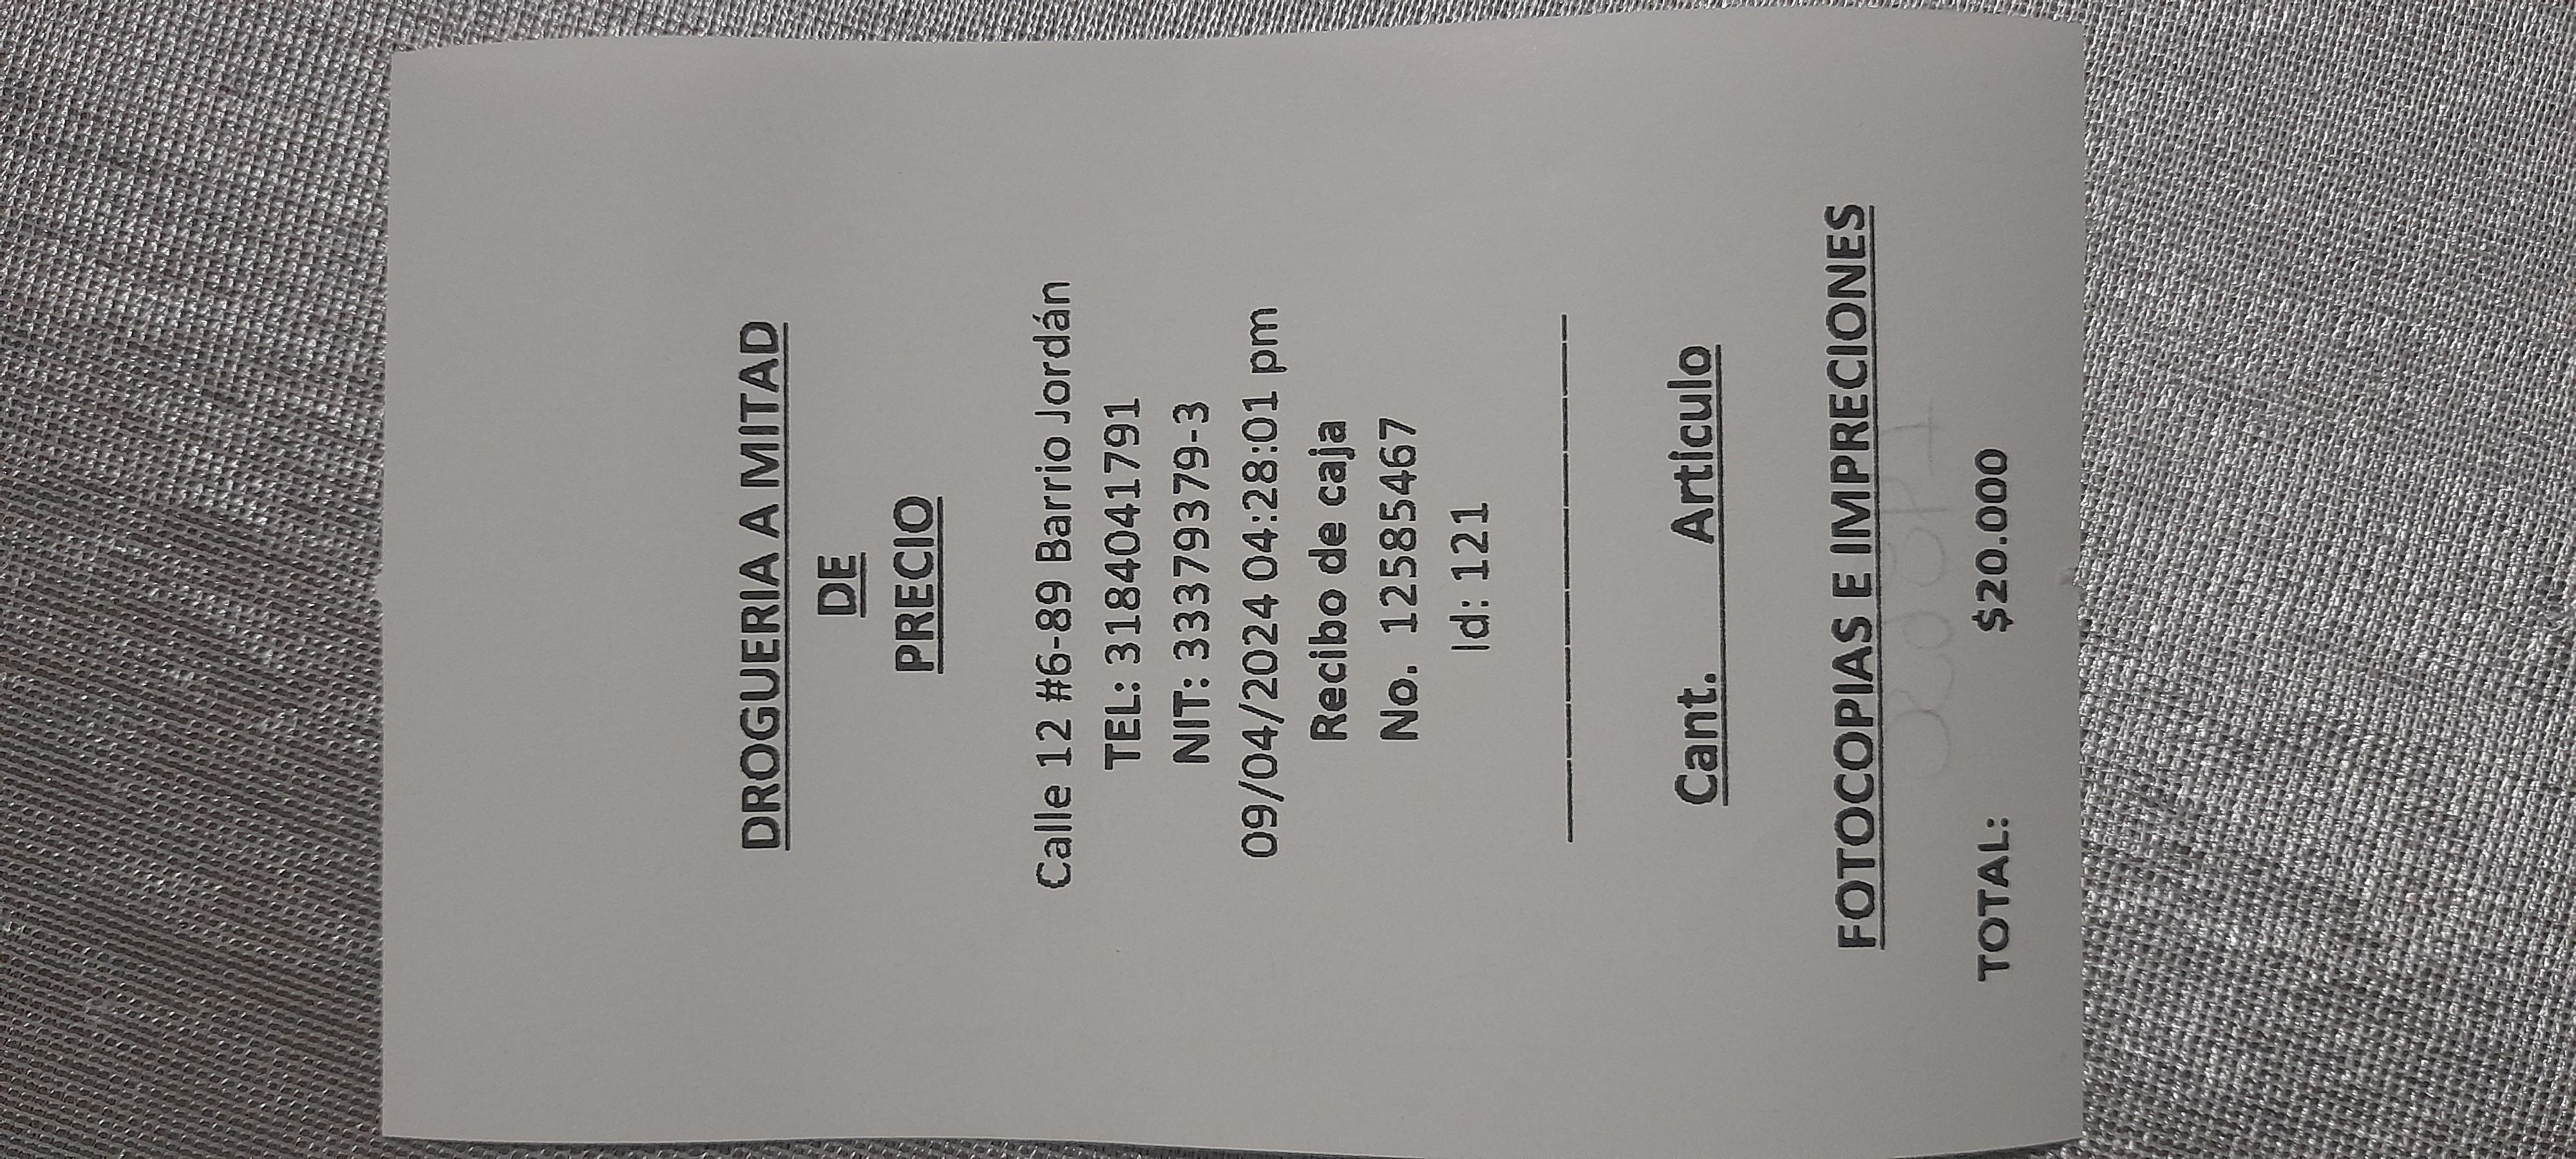 DROGUERIA A MITAD
DE
PRECIO
Calle 12 #6-89 Barrio Jordán
TEL: 3184041791
NIT: 33379379-3
09/04/2024 04:28:01 pm
Recibo de caja
No. 12585467
Id: 121
Cant. Articulo
FOTOCOPIAS E IMPRECIONES
TOTAL: $20.000